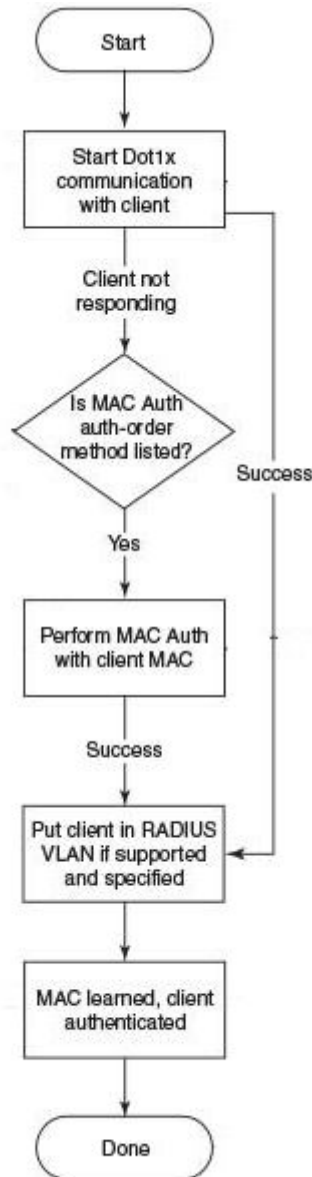 Start
Start Dot1x
communication
with client
Client not
responding
Is MAC Auth
auth-order
method listed?
Success
Yes
Perform MAC Auth
with client MAC
Success
Put client in RADIUS
VLAN if supported
and specified
MAC learned, client
authenticated
Done